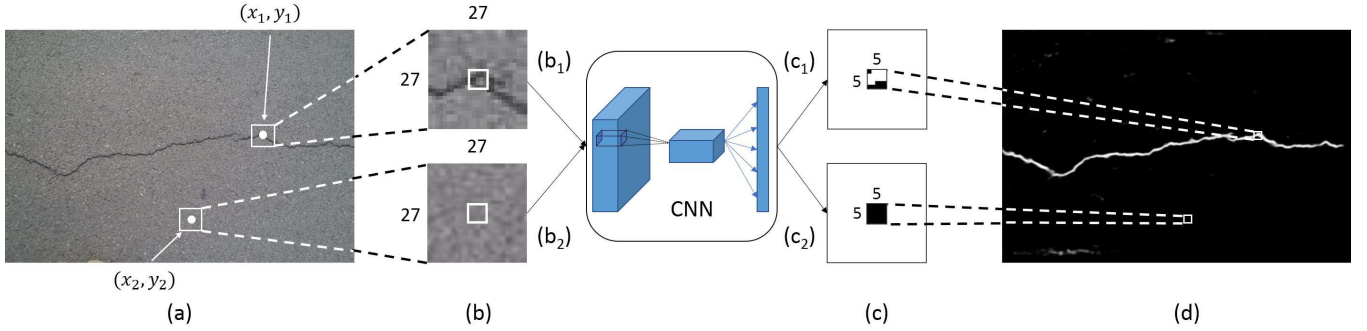 (x₁, y₁)
27
27
(b₁)
27
27
(b₂)
CNN
(c₁)
5
5
5
5
(c₂)
(x₂, y₂)
(a)
(b)
(c)
(d)